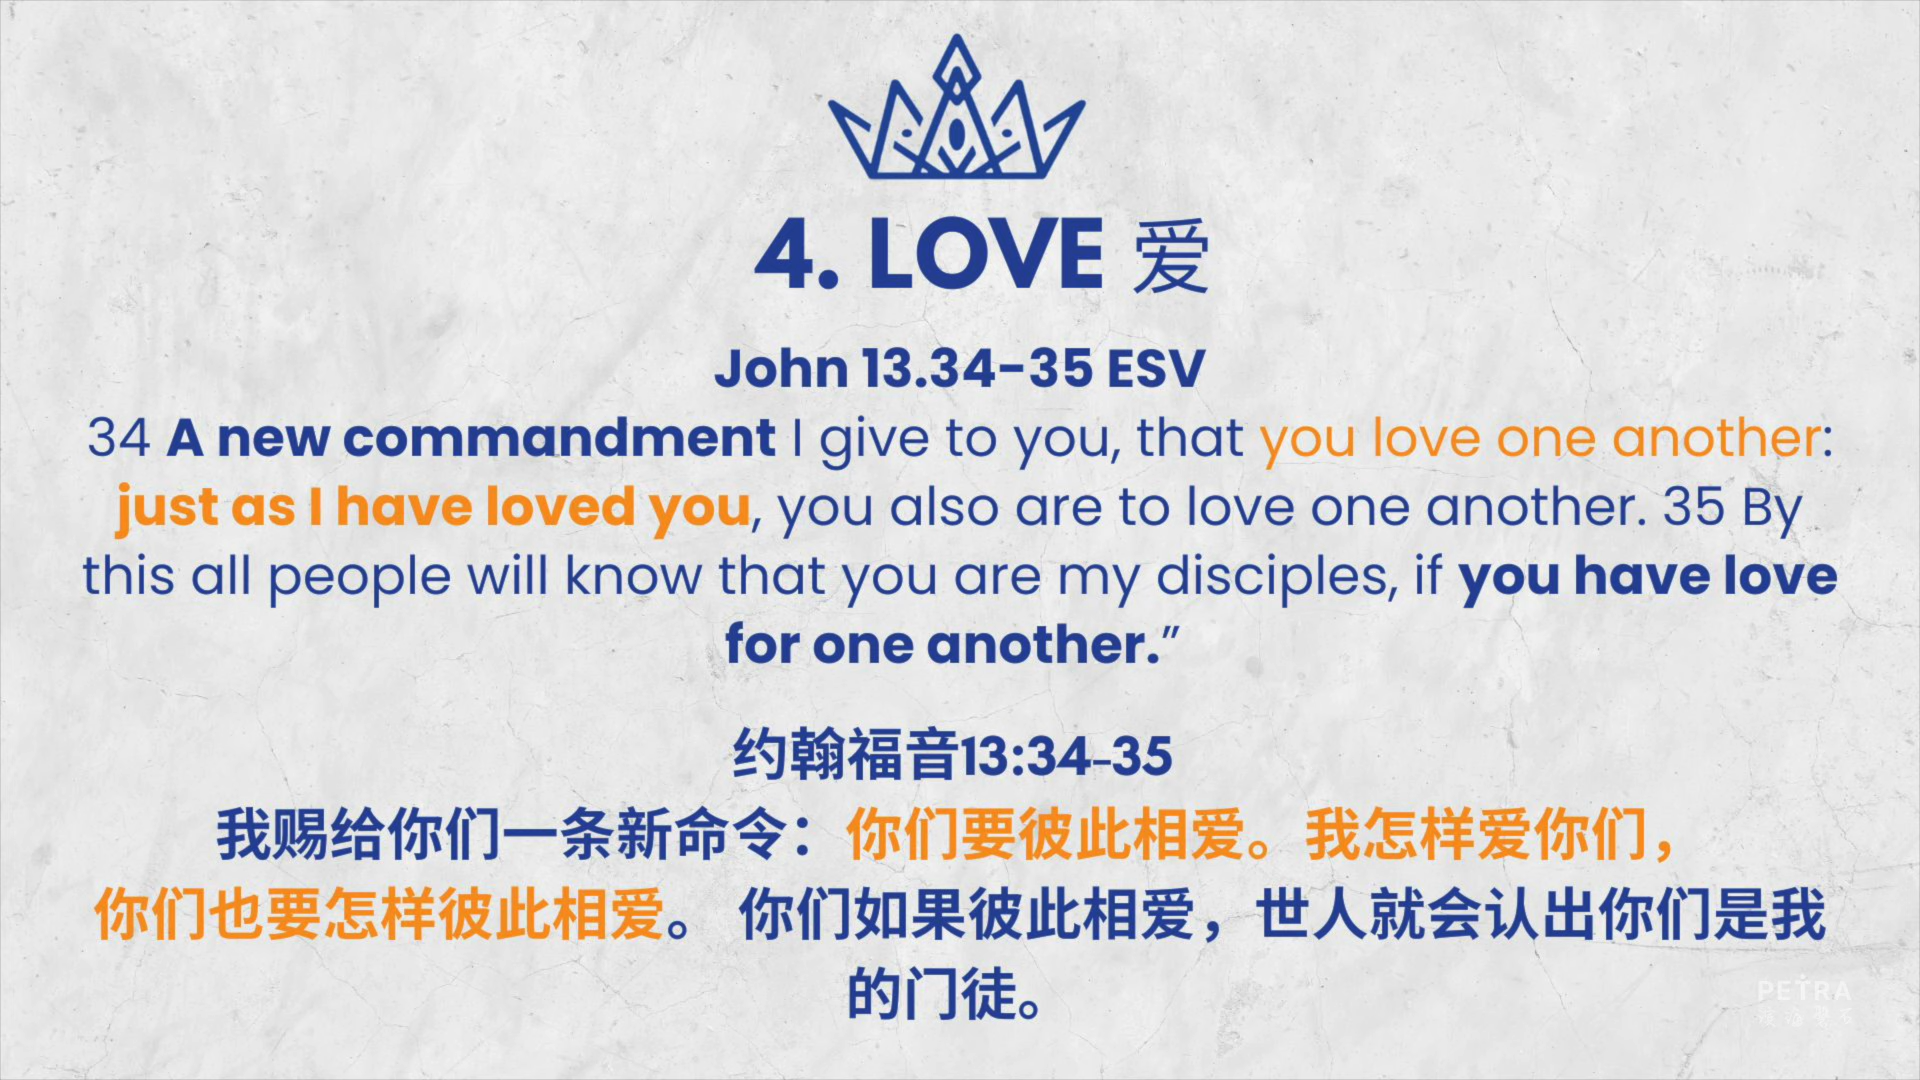 4. LOVE 爱
John 13.34-35 ESV
34 A new commandment I give to you, that you love one another:
just as I have loved you, you also are to love one another. 35 By
this all people will know that you are my disciples, if you have love
for one another.”
约翰福音13:34-35
我赐给你们一条新命令：你们要彼此相爱。我怎样爱你们，
你们也要怎样彼此相爱。 你们如果彼此相爱，世人就会认出你们是我
的门徒。
PETRA